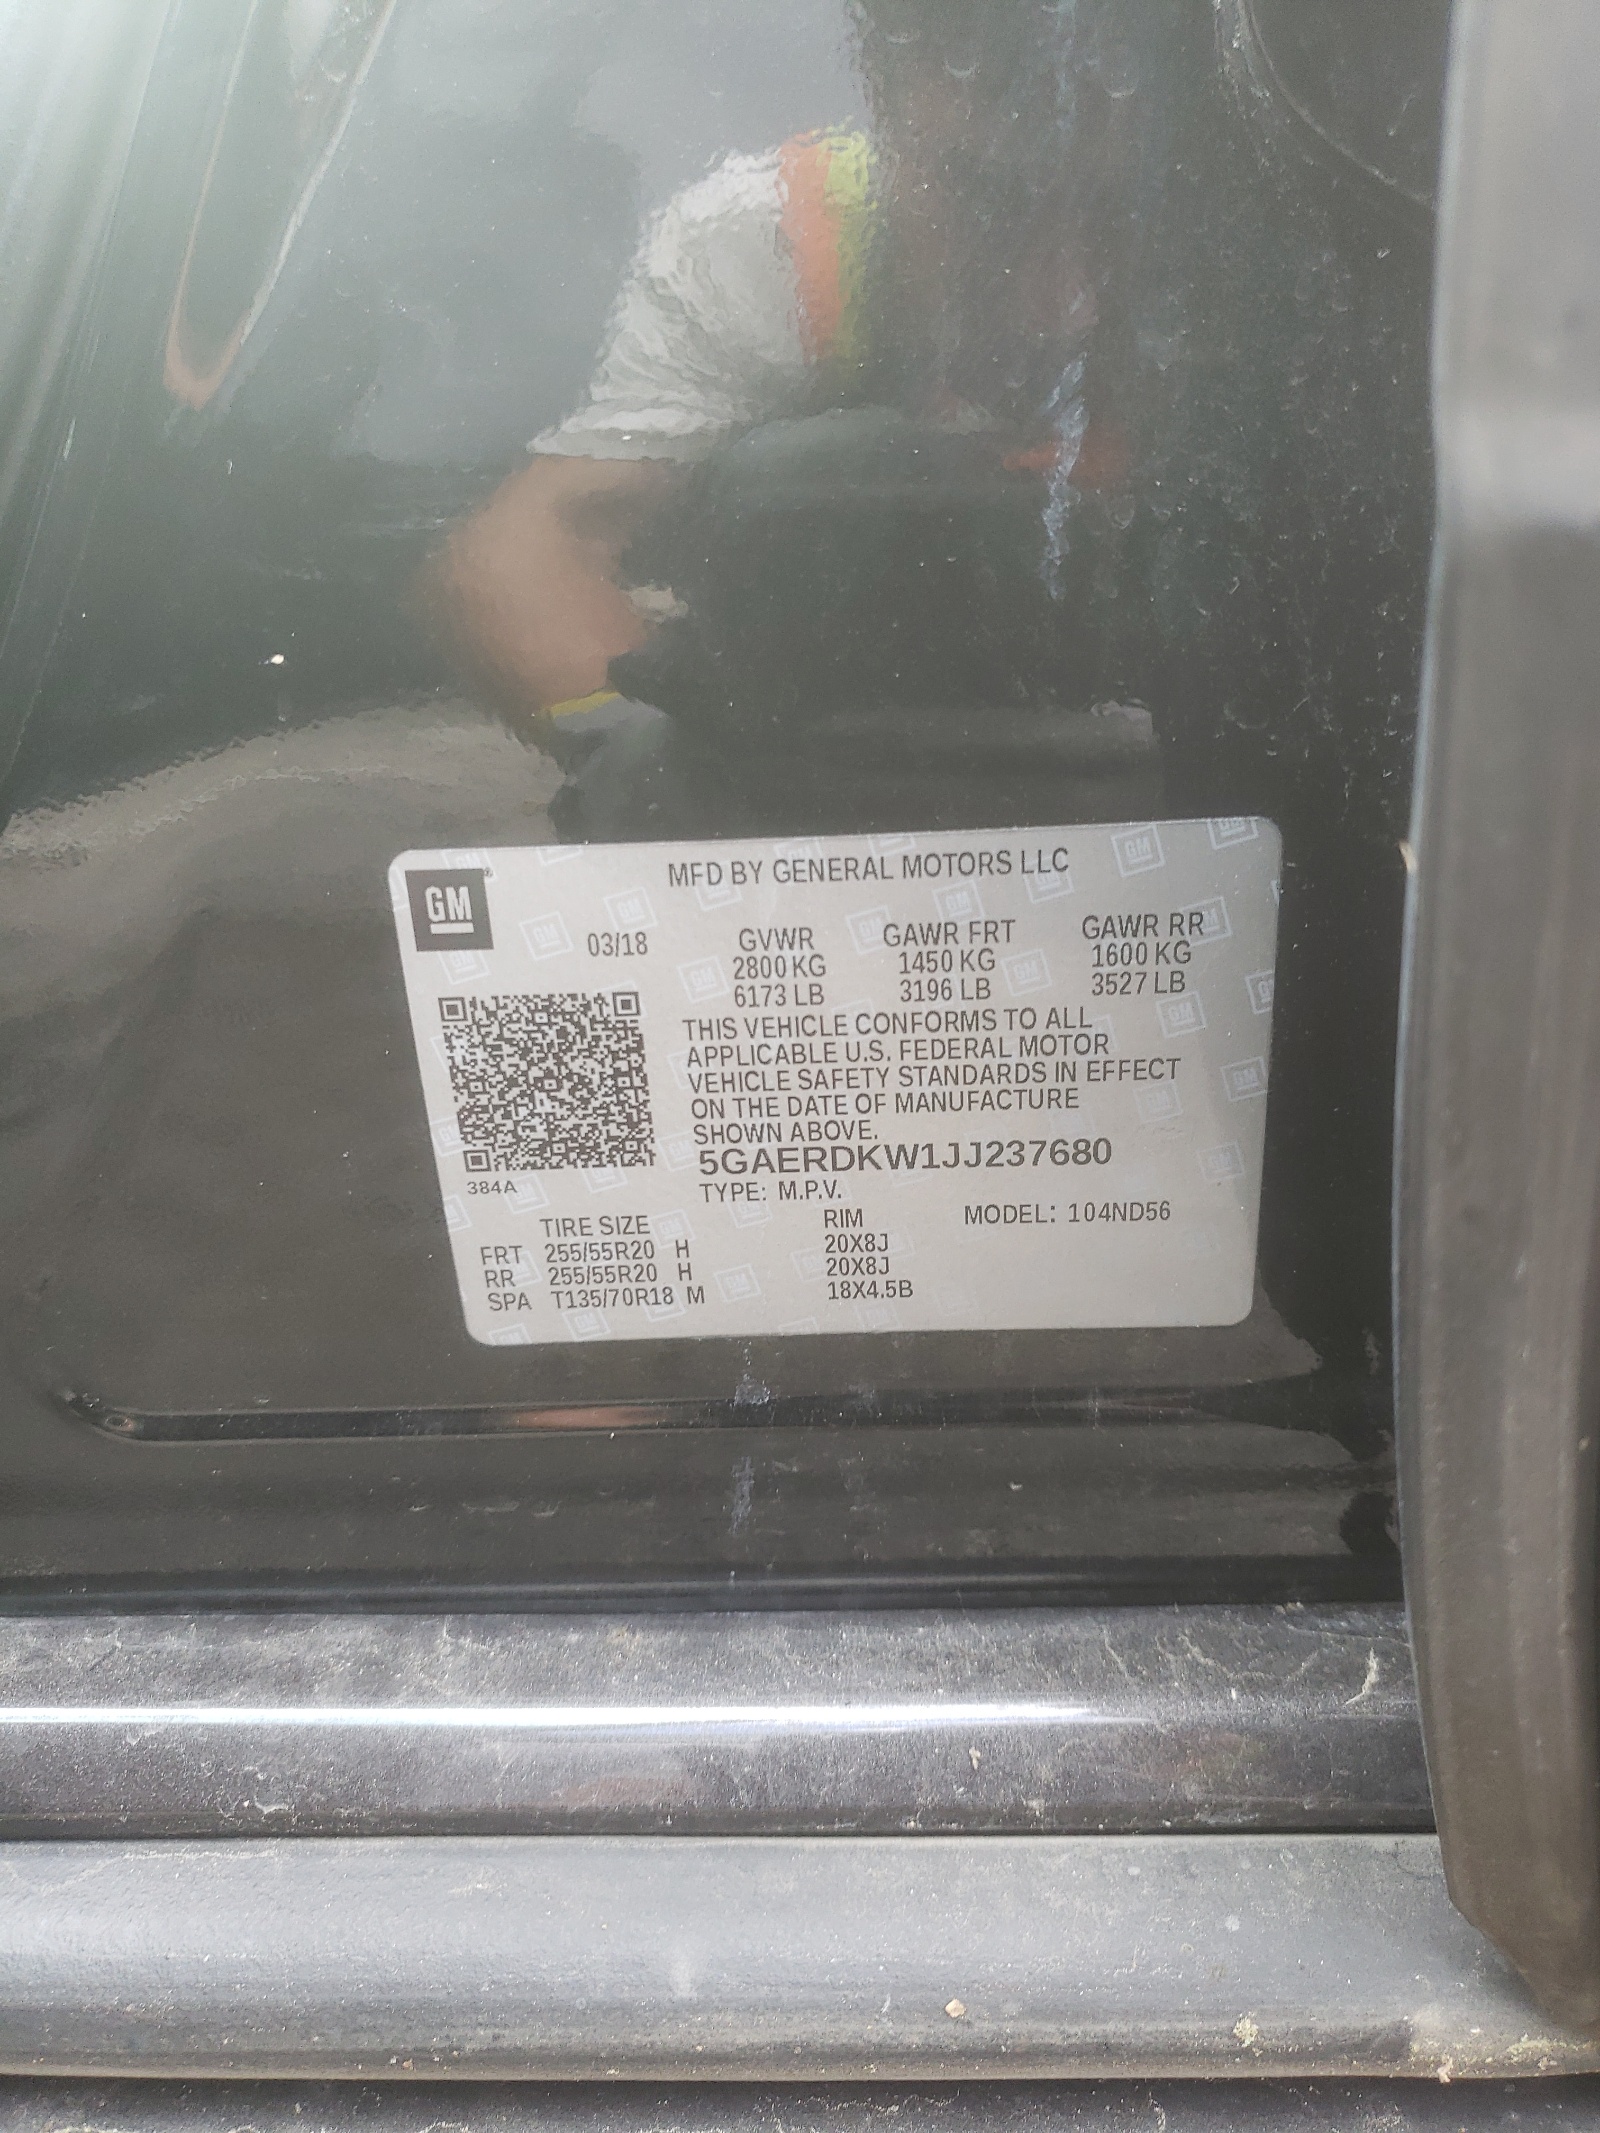 GM
MFD BY GENERAL MOTORS LLC
03/18 GVWR GAWR FRT GAWR RR
2800 KG 1450 KG 1600 KG
6173 LB 3196 LB 3527 LB
THIS VEHICLE CONFORMS TO ALL
APPLICABLE U.S. FEDERAL MOTOR
VEHICLE SAFETY STANDARDS IN EFFECT
ON THE DATE OF MANUFACTURE
SHOWN ABOVE.
5GAERDKW1JJ237680
384A
TYPE: M.P.V.
TIRE SIZE RIM MODEL: 104ND56
FRT 255/55R20 H 20X8J
RR 255/55R20 H 20X8J
SPA T135/70R18 M 18X4.5B